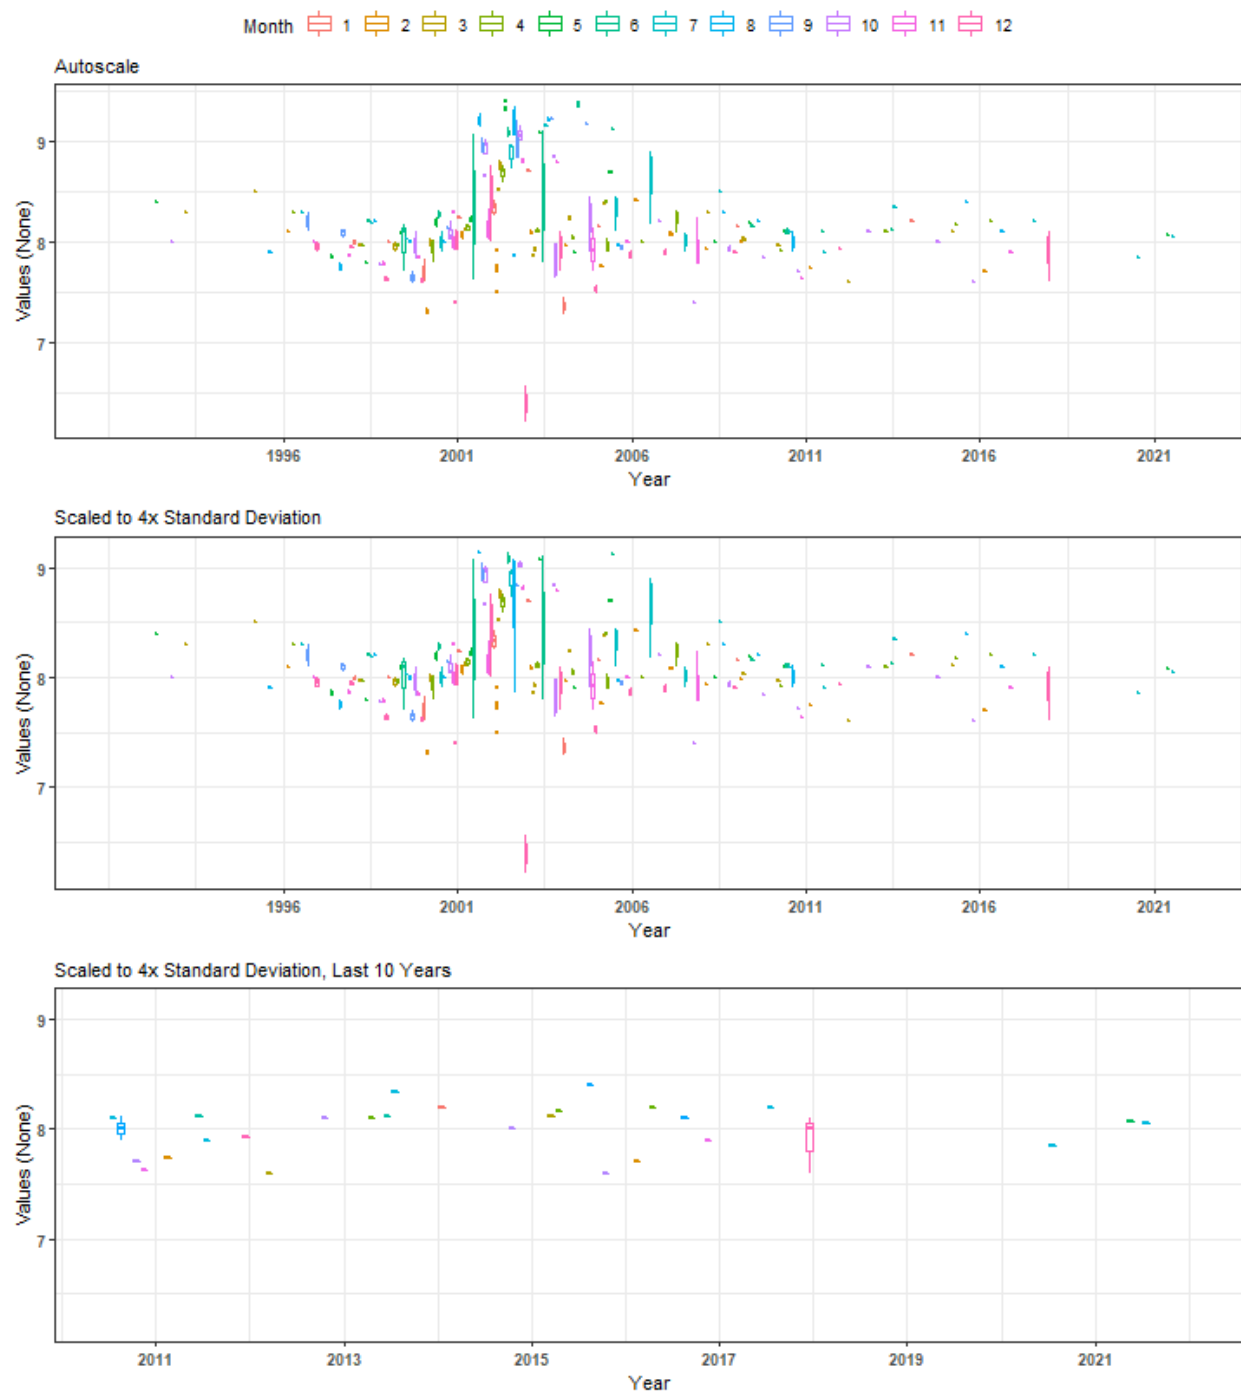 Month 1 2 3 4 5 6 7 8 9 10 11 12
Autoscale
Values (None)
9
8
7
1996 2001 2006 2011 2016 2021
Year
Scaled to 4x Standard Deviation
Values (None)
9
8
7
1996 2001 2006 2011 2016 2021
Year
Scaled to 4x Standard Deviation, Last 10 Years
Values (None)
9
8
7
2011 2013 2015 2017 2019 2021
Year